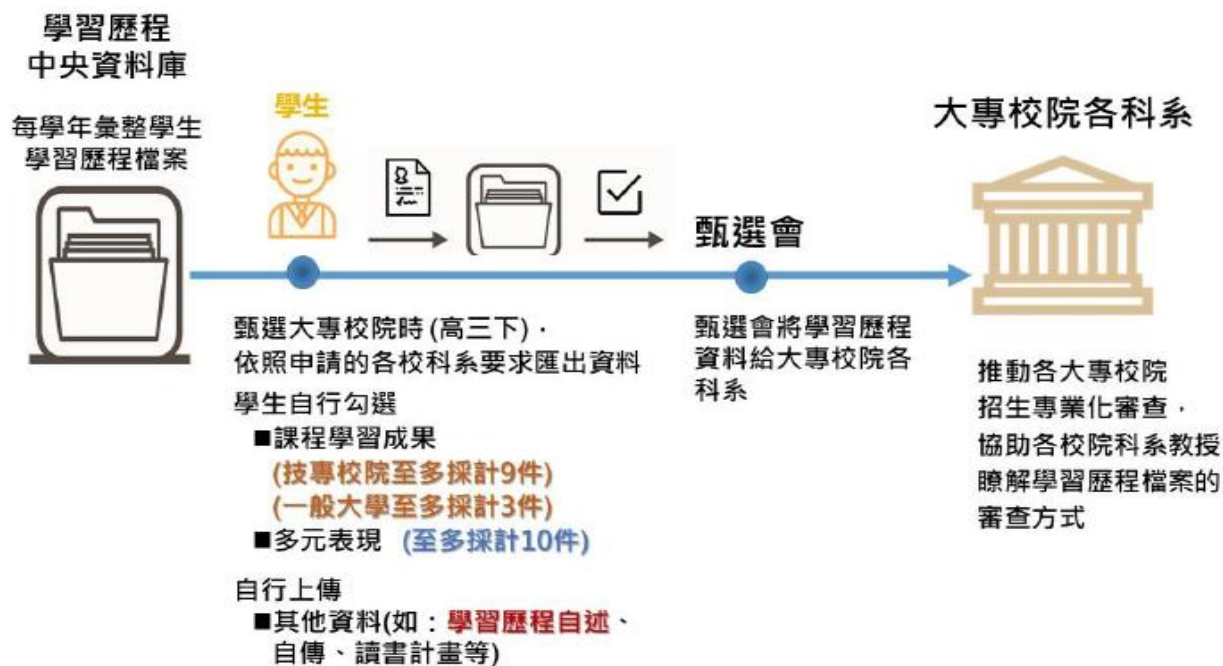 學習歷程
中央資料庫
每學年彙整學生
學習歷程檔案
學生
甄選大專校院時(高三下)，
依照申請的各校科系要求匯出資料
學生自行勾選
■課程學習成果
(技專校院至多採計9件)
(一般大學至多採計3件)
■多元表現 (至多採計10件)
自行上傳
■其他資料(如：學習歷程自述、
自傳、讀書計畫等)
甄選會
甄選會將學習歷程
資料給大專校院各
科系
大專校院各科系
推動各大專校院
招生專業化審查，
協助各校院科系教授
瞭解學習歷程檔案的
審查方式